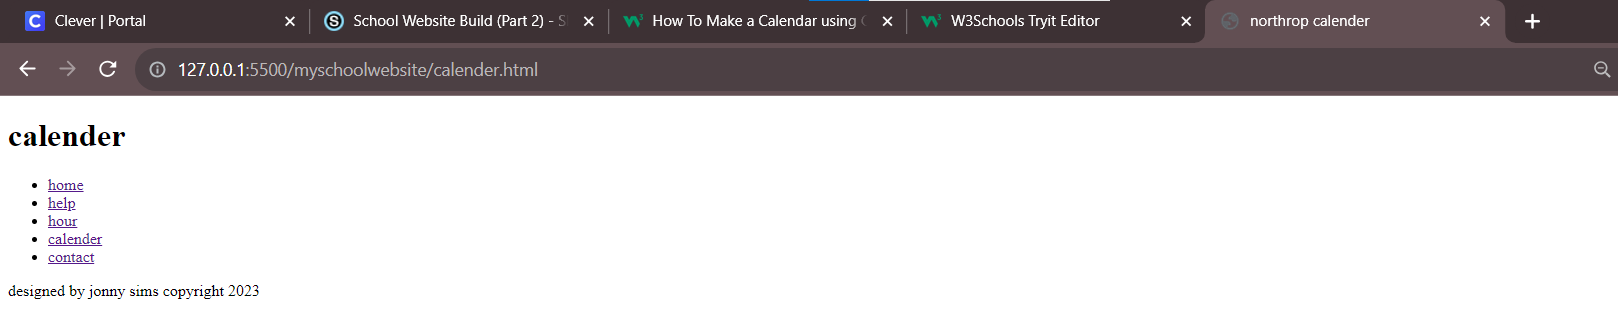 Clever | Portal
School Website Build (Part 2) - S
How To Make a Calendar using
W3Schools Tryit Editor
northrop calender
127.0.0.1:5500/myschoolwebsite/calender.html
calender
home
help
hour
calender
contact
designed by jonny sims copyright 2023